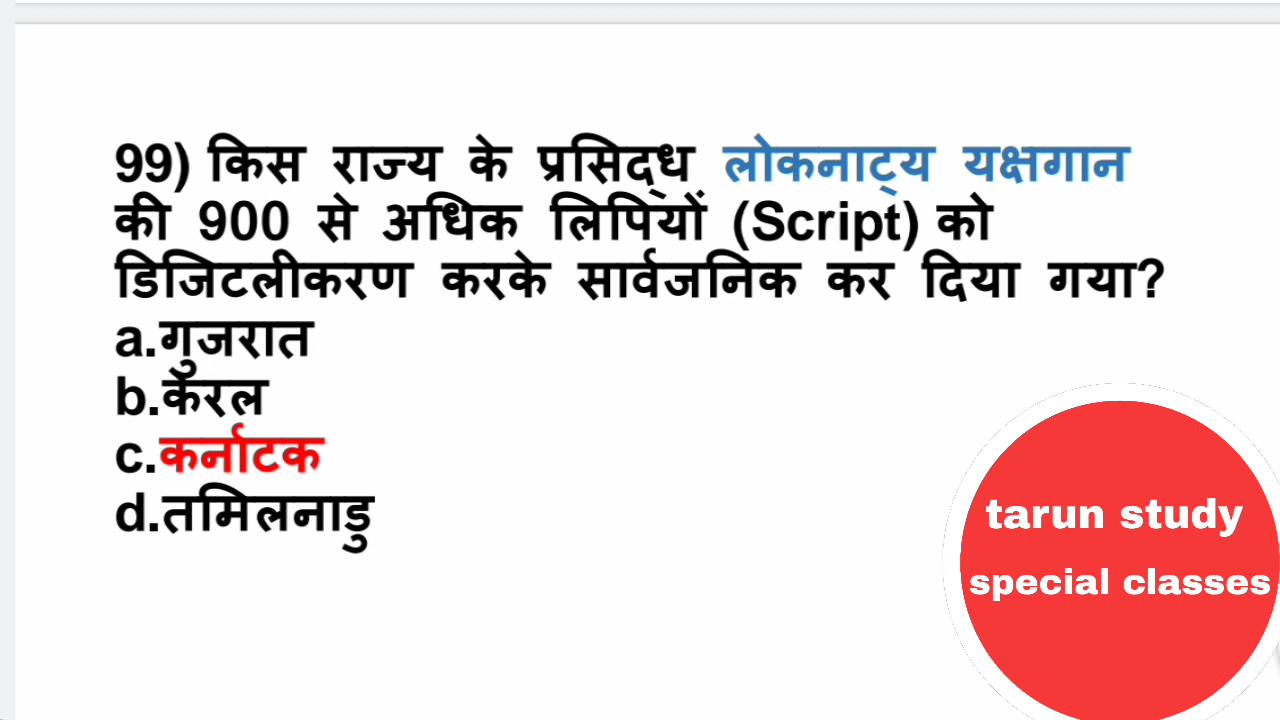 99) किस राज्य के प्रसिद्ध लोकनाट्य यक्षगान
की 900 से अधिक लिपियों (Script) को
डिजिटलीकरण करके सार्वजनिक कर दिया गया?
a.गुजरात
b.केरल
c.कर्नाटक
d.तमिलनाडु
tarun study
special classes